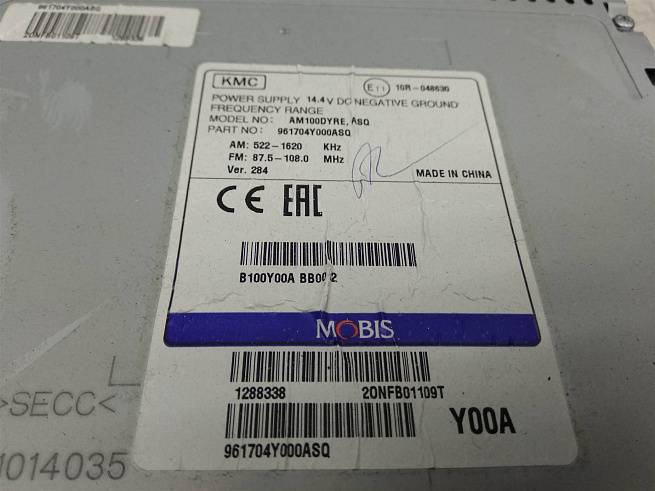 961704Y000ASQ
KMC
E11 10R-048630
POWER SUPPLY 14.4V DC NEGATIVE GROUND
FREQUENCY RANGE
MODEL NO: AM100DYRE, ASQ
PART NO: 961704Y000ASQ
AM: 522-1620 KHz
FM: 87.5-108.0 MHz
Ver. 284
MADE IN CHINA
CE EAC
B100Y00A BB002
MOBIS
1288338 20NFB01109T
Y00A
961704Y000ASQ
>SECC<
1014035